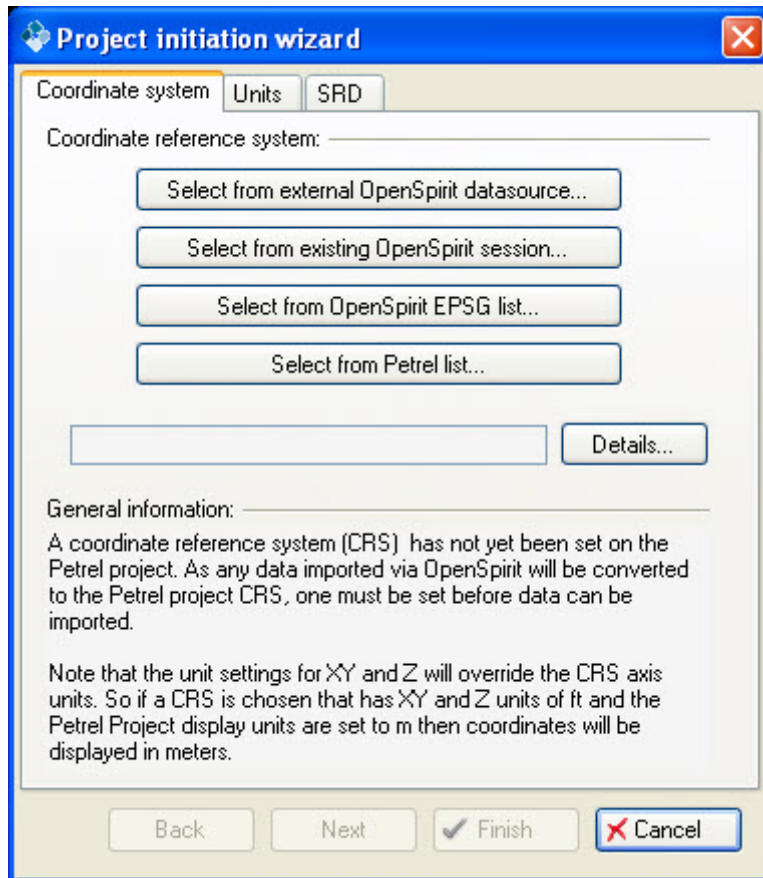 Project initiation wizard
Coordinate system Units SRD
Coordinate reference system:
Select from external OpenSpirit datasource...
Select from existing OpenSpirit session...
Select from OpenSpirit EPSG list...
Select from Petrel list...
Details...
General information:
A coordinate reference system (CRS) has not yet been set on the
Petrel project. As any data imported via OpenSpirit will be converted
to the Petrel project CRS, one must be set before data can be
imported.
Note that the unit settings for XY and Z will override the CRS axis
units. So if a CRS is chosen that has XY and Z units of ft and the
Petrel Project display units are set to m then coordinates will be
displayed in meters.
Back Next Finish Cancel